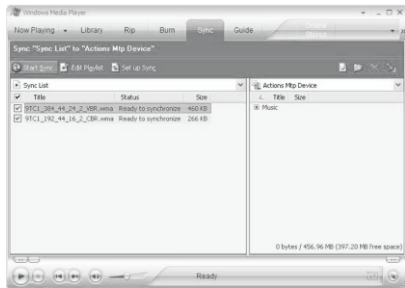 Windows Media Player
Now Playing Library Rip Burn Sync Guide
Sync "Sync List" to "Actions Mtp Device"
Start Sync Edit Playlist Set up Sync
Sync List
Actions Mtp Device
Title Status Size
Title Size
9TC1_384_44_24_2_VBR.wma Ready to synchronize 460 KB
Music
9TC1_192_44_16_2_CBR.wma Ready to synchronize 266 KB
0 bytes / 456.96 MB (397.20 MB free space)
Ready